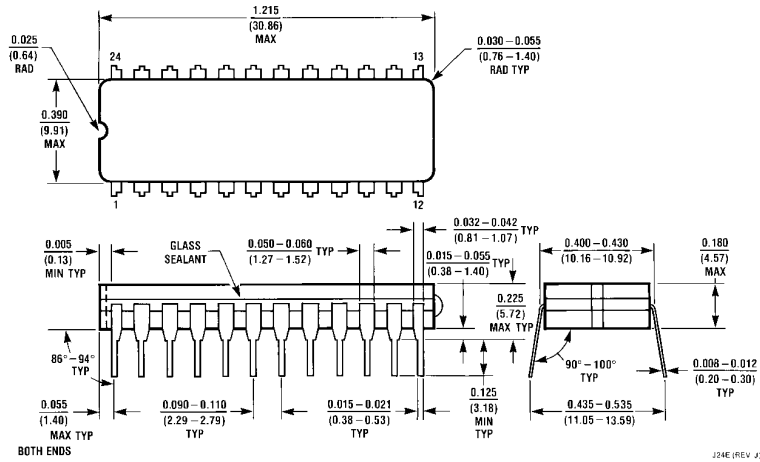 1.215
(30.86)
MAX
0.025
(0.64)
RAD
24
13
0.030–0.055
(0.76–1.40)
RAD TYP
0.390
(9.91)
MAX
1
12
0.005
(0.13)
MIN TYP
GLASS
SEALANT
0.050–0.060 TYP
(1.27–1.52)
0.032–0.042 TYP
(0.81–1.07)
0.015–0.055
(0.38–1.40)
0.225
(5.72)
MAX TYP
0.400–0.430
(10.16–10.92)
0.180
(4.57)
MAX
86°–94°
TYP
90°–100°
TYP
0.008–0.012
(0.20–0.30)
TYP
0.055
(1.40)
MAX TYP
BOTH ENDS
0.090–0.110
(2.29–2.79)
TYP
0.015–0.021
(0.38–0.53)
TYP
0.125
(3.18)
MIN
TYP
0.435–0.535
(11.05–13.59)
J24E (REV J)